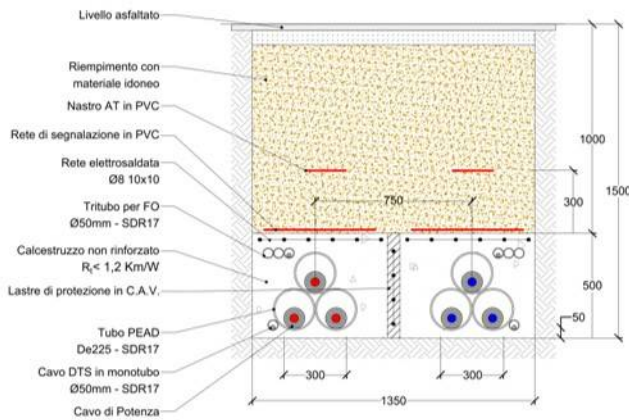 Livello asfaltato
Riempimento con
materiale idoneo
Nastro AT in PVC
Rete di segnalazione in PVC
Rete elettrosaldata
Ø8 10x10
Tritubo per FO
Ø50mm - SDR17
Calcestruzzo non rinforzato
Rt< 1,2 Km/W
Lastre di protezione in C.A.V.
Tubo PEAD
De225 - SDR17
Cavo DTS in monotubo
Ø50mm - SDR17
Cavo di Potenza
750
300
1000
1500
500
50
300
300
1350